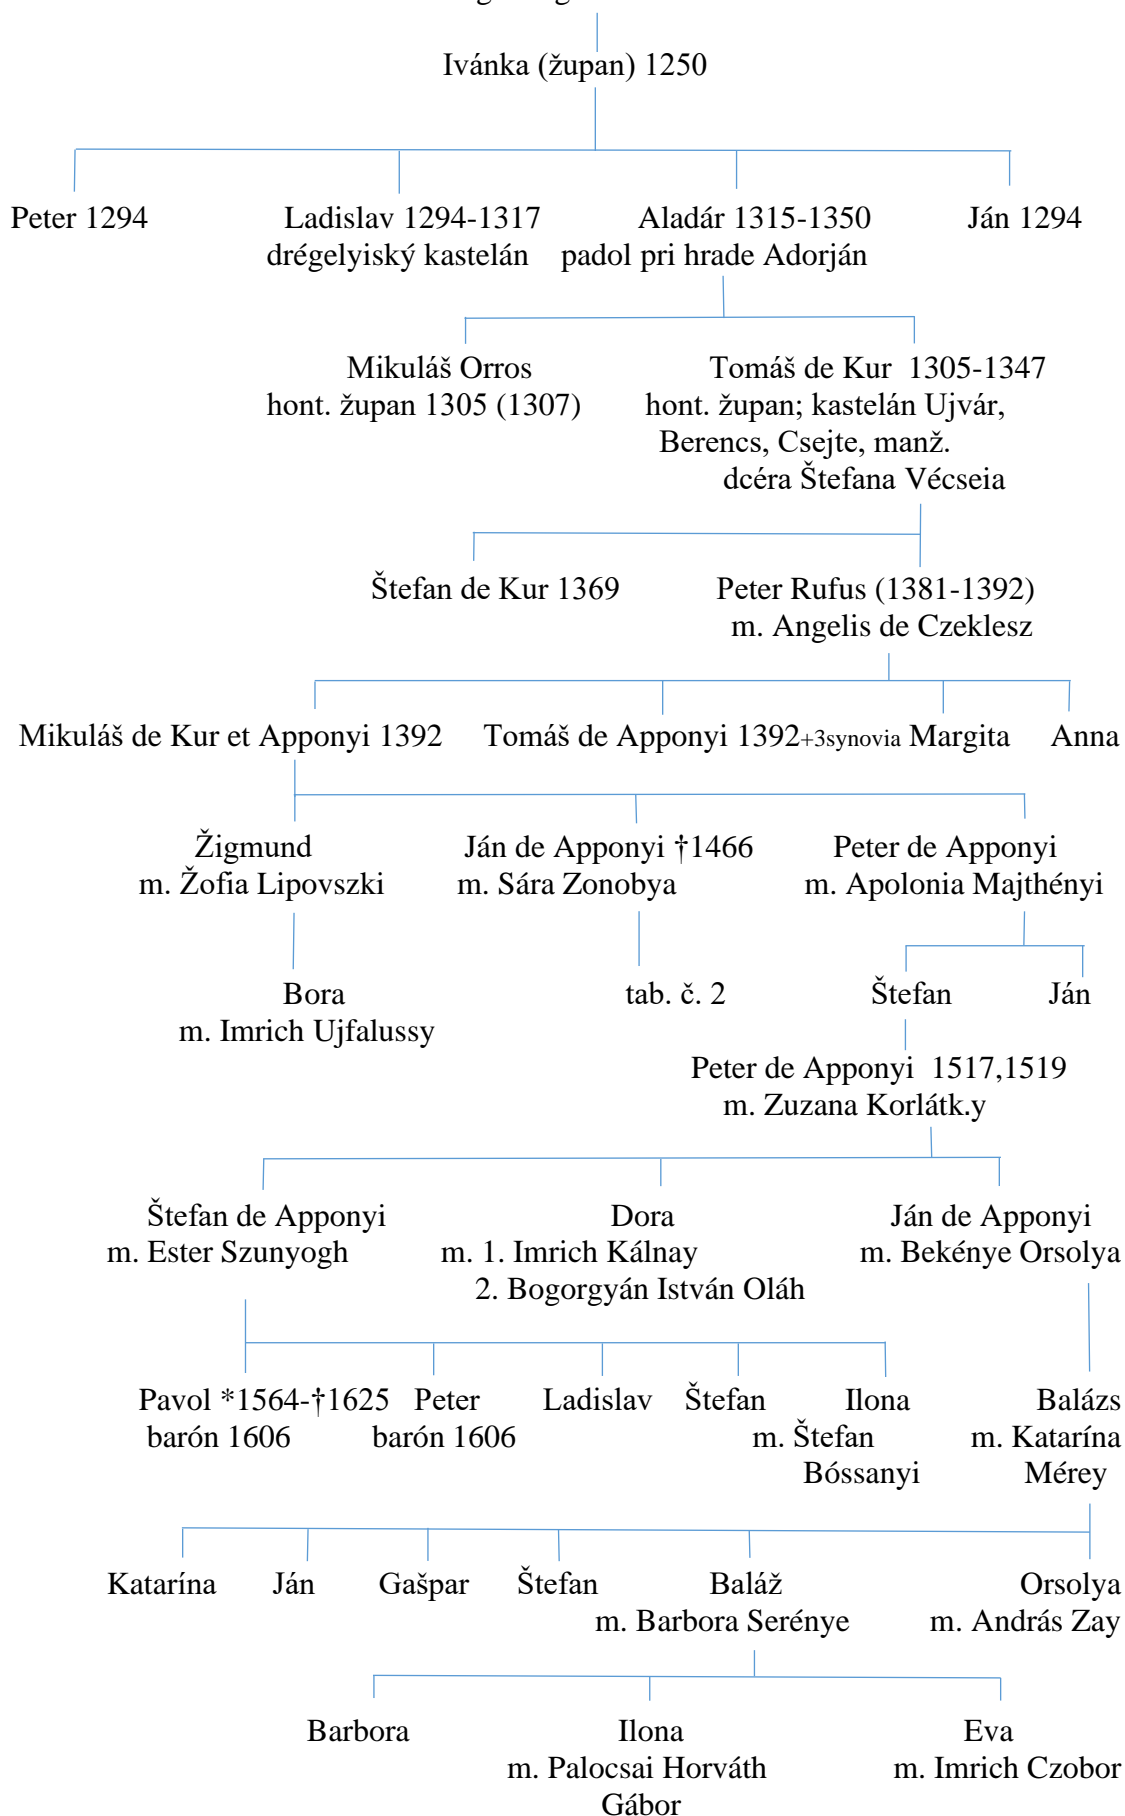 Ivánka (župan) 1250
Peter 1294 Ladislav 1294-1317 Aladár 1315-1350 Ján 1294
drégelyiský kastelán padol pri hrade Adorján
Mikuláš Orros Tomáš de Kur 1305-1347
hont. župan 1305 (1307) hont. župan; kastelán Ujvár,
Berencs, Csejte, manž.
dcéra Štefana Vécseia
Štefan de Kur 1369 Peter Rufus (1381-1392)
m. Angelis de Czeklesz
Mikuláš de Kur et Apponyi 1392 Tomáš de Apponyi 1392+3synovia Margita Anna
Žigmund Ján de Apponyi †1466 Peter de Apponyi
m. Žofia Lipovszki m. Sára Zonobya m. Apolonia Majthényi
Bora tab. č. 2 Štefan Ján
m. Imrich Ujfalussy
Peter de Apponyi 1517,1519
m. Zuzana Korlátk.y
Štefan de Apponyi Dora Ján de Apponyi
m. Ester Szunyogh m. 1. Imrich Kálnay m. Bekénye Orsolya
2. Bogorgyán István Oláh
Pavol *1564-†1625 Peter Ladislav Štefan Ilona Balázs
barón 1606 barón 1606 m. Štefan m. Katarína
Bóssanyi Mérey
Katarína Ján Gašpar Štefan Baláž Orsolya
m. Barbora Serénye m. András Zay
Barbora Ilona Eva
m. Palocsai Horváth m. Imrich Czobor
Gábor